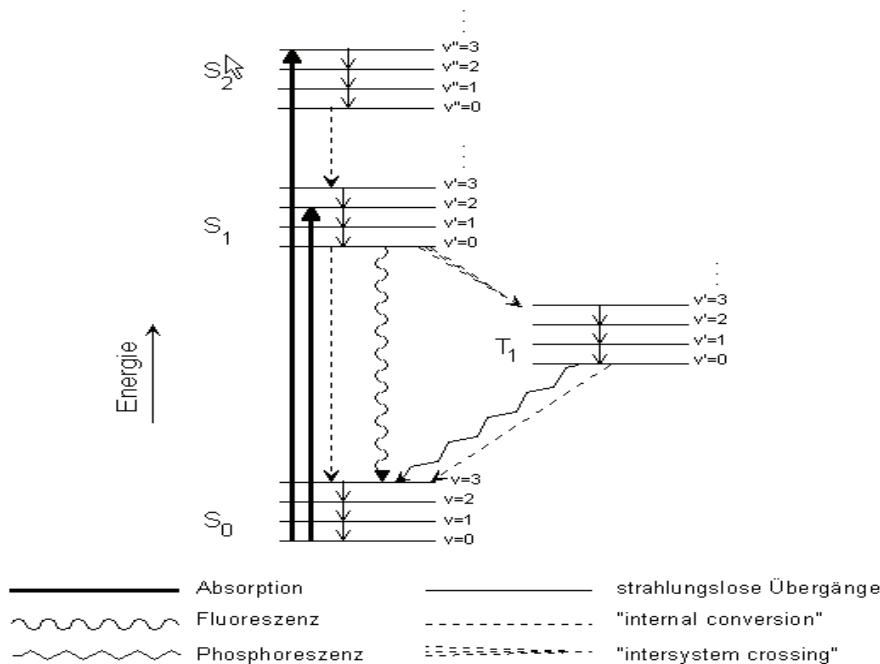 v"=3
S2
v"=2
v"=1
v"=0
v'=3
v'=2
S1
v'=1
v'=0
v'=3
v'=2
T1
v'=1
v'=0
Energie
v=3
v=2
S0
v=1
v=0
Absorption
strahlungslose Übergänge
Fluoreszenz
"internal conversion"
Phosphoreszenz
"intersystem crossing"